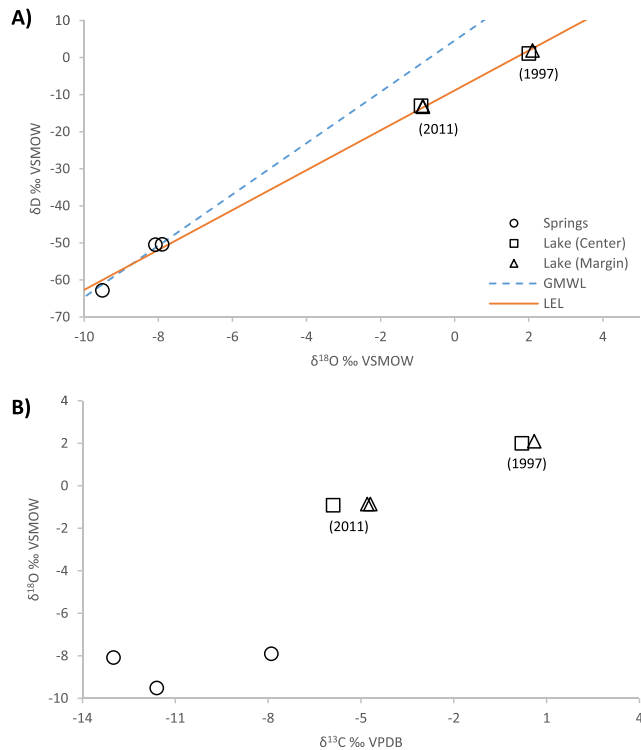 A)
10
0
-10
-20
-30
-40
-50
-60
-70
δD ‰ VSMOW
(1997)
(2011)
Springs
Lake (Center)
Lake (Margin)
GMWL
LEL
-10 -8 -6 -4 -2 0 2 4
δ¹⁸O ‰ VSMOW
B)
4
2
0
-2
-4
-6
-8
-10
δ¹⁸O ‰ VSMOW
(1997)
(2011)
-14 -11 -8 -5 -2 1 4
δ¹³C ‰ VPDB